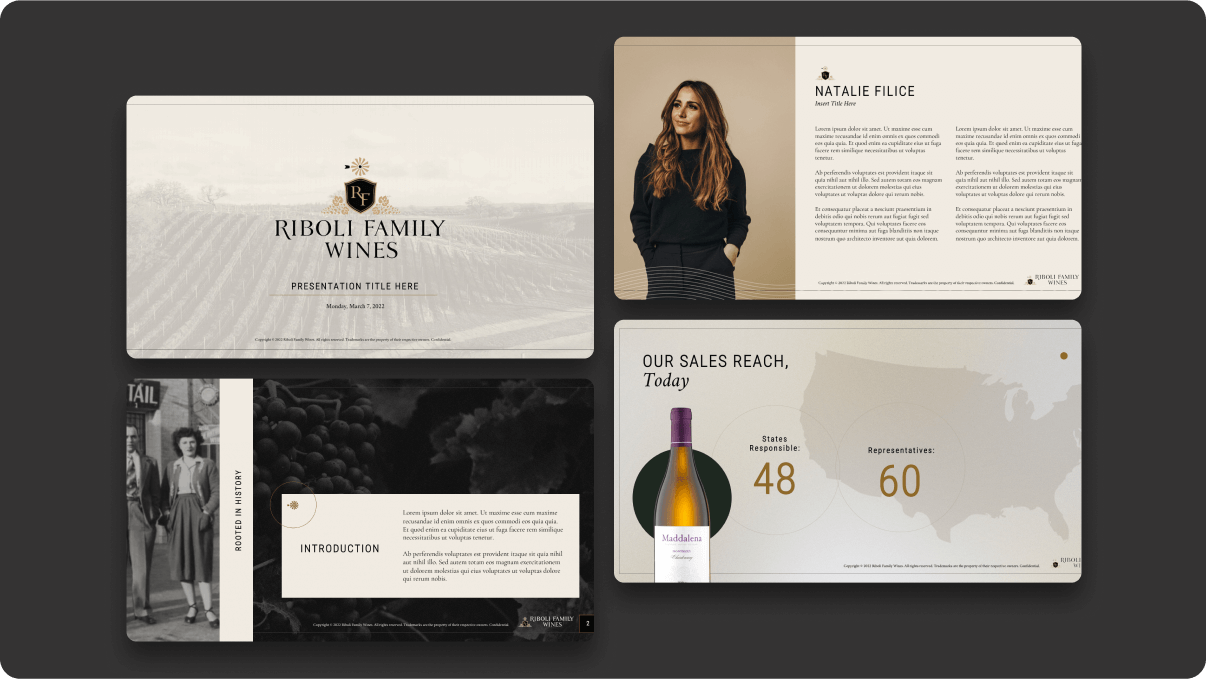 RF
RIBOLI FAMILY
WINES
PRESENTATION TITLE HERE
Monday, March 7, 2022
Copyright © 2022 Riboli Family Wines. All rights reserved. Trademarks are the property of their respective owners. Confidential.
TAIL
ROOTED IN HISTORY
INTRODUCTION
Lorem ipsum dolor sit amet. Ut maxime esse cum maxime
recusandae id enim omnis ex quos commodi eos quia quia.
Et quod enim ea cupiditate eius ut fuga facere rem similique
necessitatibus ut voluptas tenetur.
Ab perferendis voluptates est provident itaque sit quia nihil
aut nihil illo. Sed autem totam eos magnam exercitationem
ut dolorem molestias qui eius voluptates ut voluptas dolore
qui rerum nobis.
Copyright © 2022 Riboli Family Wines. All rights reserved. Trademarks are the property of their respective owners. Confidential.
RIBOLI FAMILY
WINES
2
NATALIE FILICE
Insert Title Here
Lorem ipsum dolor sit amet. Ut maxime esse cum
maxime recusandae id enim omnis ex quos commodi
eos quia quia. Et quod enim ea cupiditate eius ut fuga
facere rem similique necessitatibus ut voluptas
tenetur.
Ab perferendis voluptates est provident itaque sit
quia nihil aut nihil illo. Sed autem totam eos magnam
exercitationem ut dolorem molestias qui eius
voluptates ut voluptas dolore qui rerum nobis.
Et consequatur placeat a nesciunt praesentium in
debitis odio qui nobis rerum aut fugiat fugit sed
voluptatem tempora. Qui voluptas facere eos
consequuntur minima aut fuga blanditiis non itaque
nostrum quo architecto inventore aut quia dolorem.
Lorem ipsum dolor sit amet. Ut maxime esse cum
maxime recusandae id enim omnis ex quos commodi
eos quia quia. Et quod enim ea cupiditate eius ut fuga
facere rem similique necessitatibus ut voluptas
tenetur.
Ab perferendis voluptates est provident itaque sit
quia nihil aut nihil illo. Sed autem totam eos magnam
exercitationem ut dolorem molestias qui eius
voluptates ut voluptas dolore qui rerum nobis.
Et consequatur placeat a nesciunt praesentium in
debitis odio qui nobis rerum aut fugiat fugit sed
voluptatem tempora. Qui voluptas facere eos
consequuntur minima aut fuga blanditiis non itaque
nostrum quo architecto inventore aut quia dolorem.
Copyright © 2022 Riboli Family Wines. All rights reserved. Trademarks are the property of their respective owners. Confidential.
RIBOLI FAMILY
WINES
OUR SALES REACH,
Today
States
Responsible:
48
Representatives:
60
Maddalena
Chardonnay
Copyright © 2022 Riboli Family Wines. All rights reserved. Trademarks are the property of their respective owners. Confidential.
RIBOLI
WI